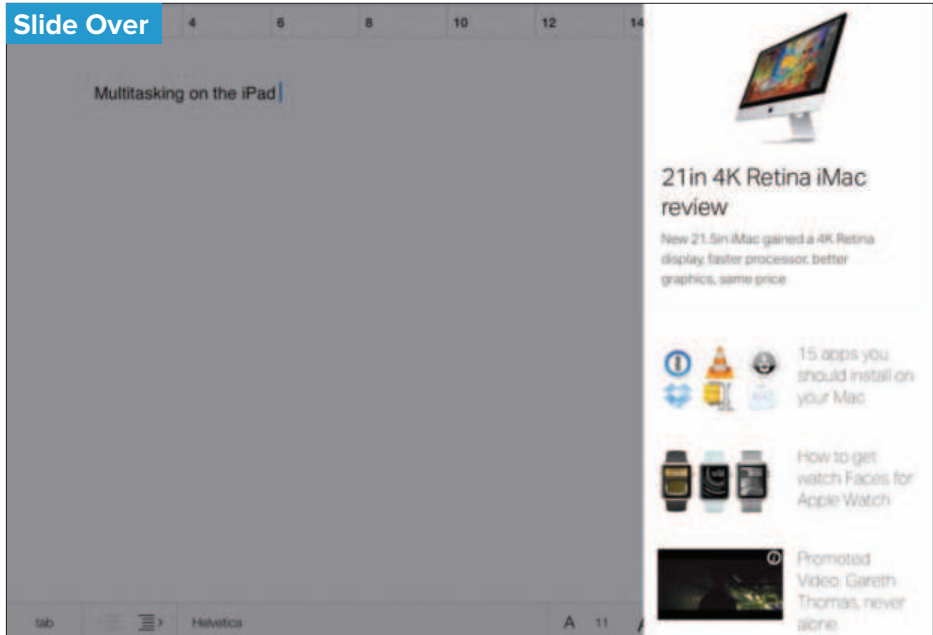 Slide Over
4 6 8 10 12 14
Multitasking on the iPad
21in 4K Retina iMac
review
New 21.5in iMac gained a 4K Retina
display, faster processor, better
graphics, same price
15 apps you
should install on
your Mac
How to get
watch Faces for
Apple Watch
Promoted
Video: Gareth
Thomas, never
alone
tab Helvetica A 11